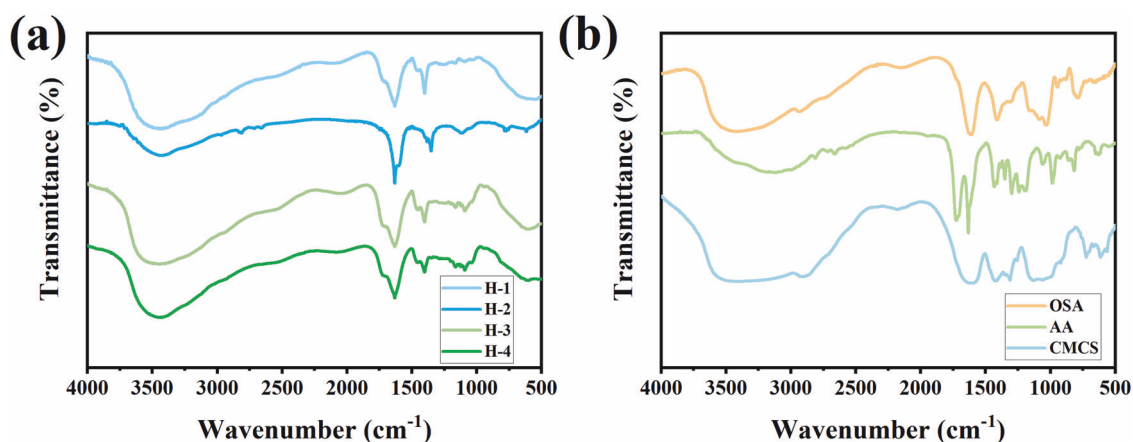 (a)
Transmittance (%)
H-1
H-2
H-3
H-4
4000 3500 3000 2500 2000 1500 1000 500
Wavenumber (cm-1)
(b)
Transmittance (%)
OSA
AA
CMCS
4000 3500 3000 2500 2000 1500 1000 500
Wavenumber (cm-1)